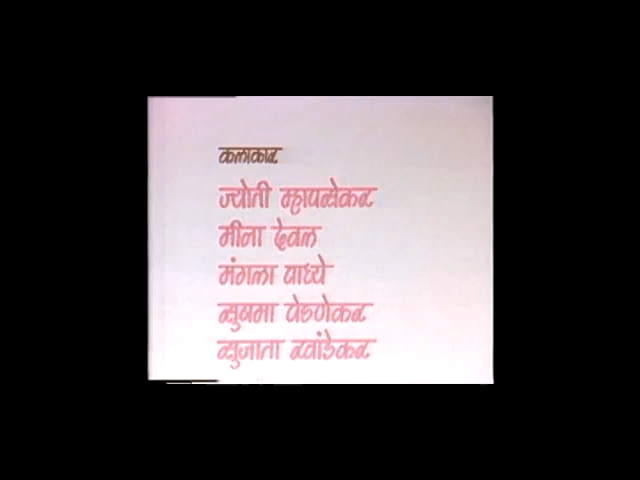 कलाकार
ज्योती म्हापसेकर
मीना देवल
मंगला पाध्ये
सुषमा पेडणेकर
सुजाता खांडेकर